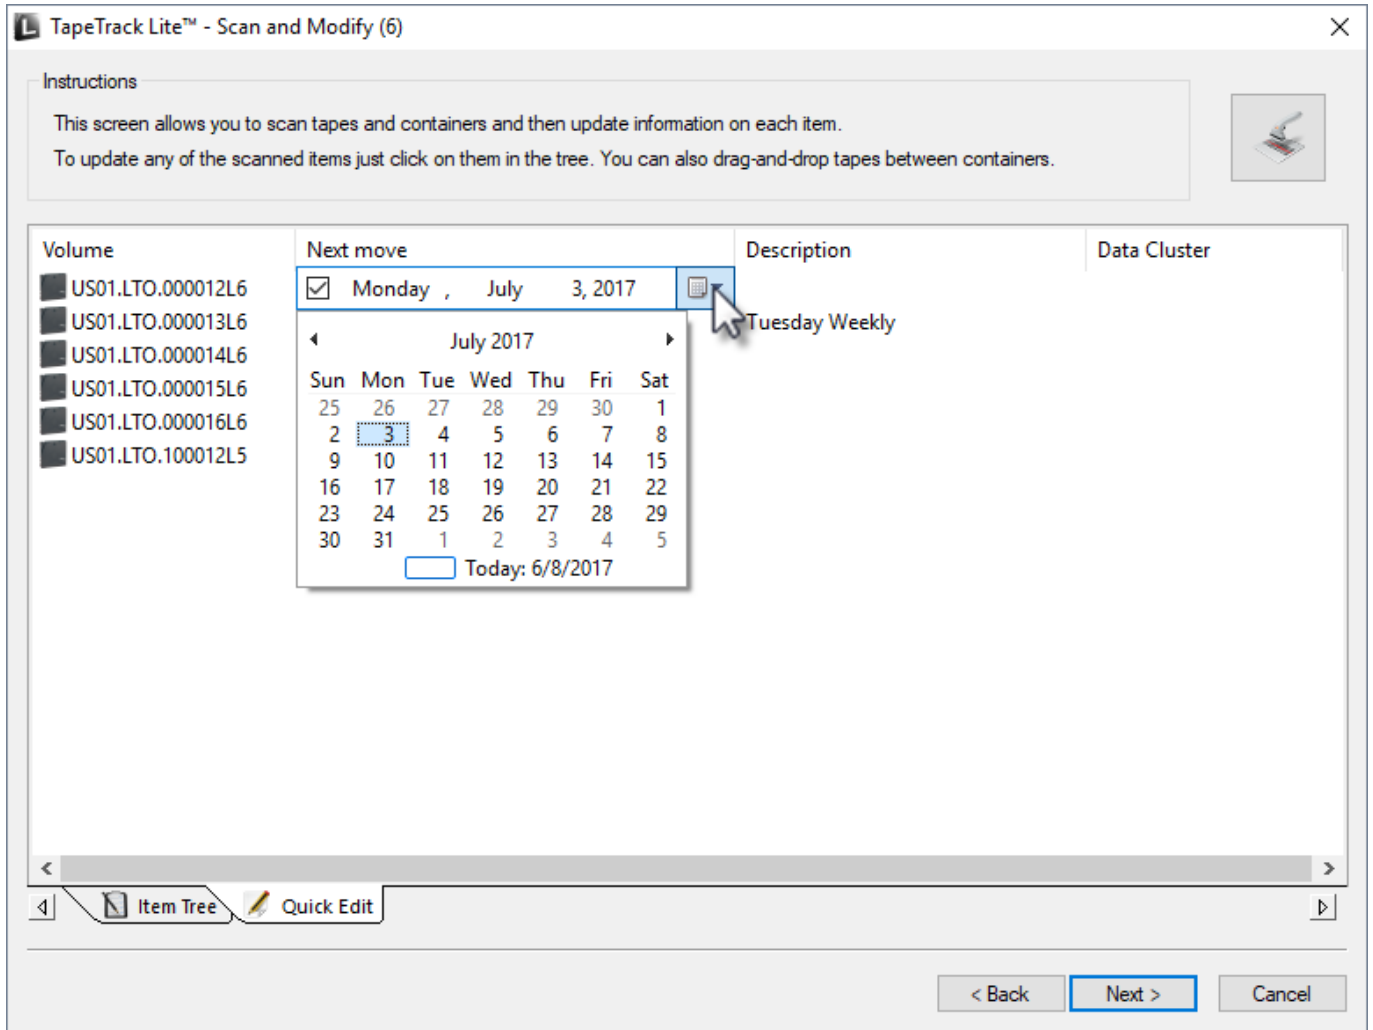 TapeTrack Lite™ - Scan and Modify (6)
Instructions
This screen allows you to scan tapes and containers and then update information on each item.
To update any of the scanned items just click on them in the tree. You can also drag-and-drop tapes between containers.
Volume Next move Description Data Cluster
US01.LTO.000012L6 Monday , July 3, 2017
US01.LTO.000013L6 Tuesday Weekly
US01.LTO.000014L6
US01.LTO.000015L6
US01.LTO.000016L6
US01.LTO.100012L5
July 2017
Sun Mon Tue Wed Thu Fri Sat
25 26 27 28 29 30 1
2 3 4 5 6 7 8
9 10 11 12 13 14 15
16 17 18 19 20 21 22
23 24 25 26 27 28 29
30 31 1 2 3 4 5
Today: 6/8/2017
Item Tree Quick Edit
< Back Next > Cancel